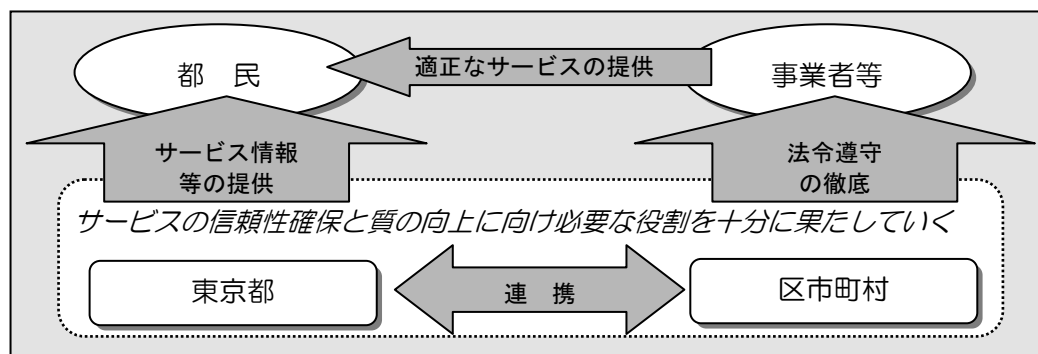 都　民
適正なサービスの提供
事業者等
サービス情報
等の提供
法令遵守
の徹底
サービスの信頼性確保と質の向上に向け必要な役割を十分に果たしていく
東京都
連　携
区市町村